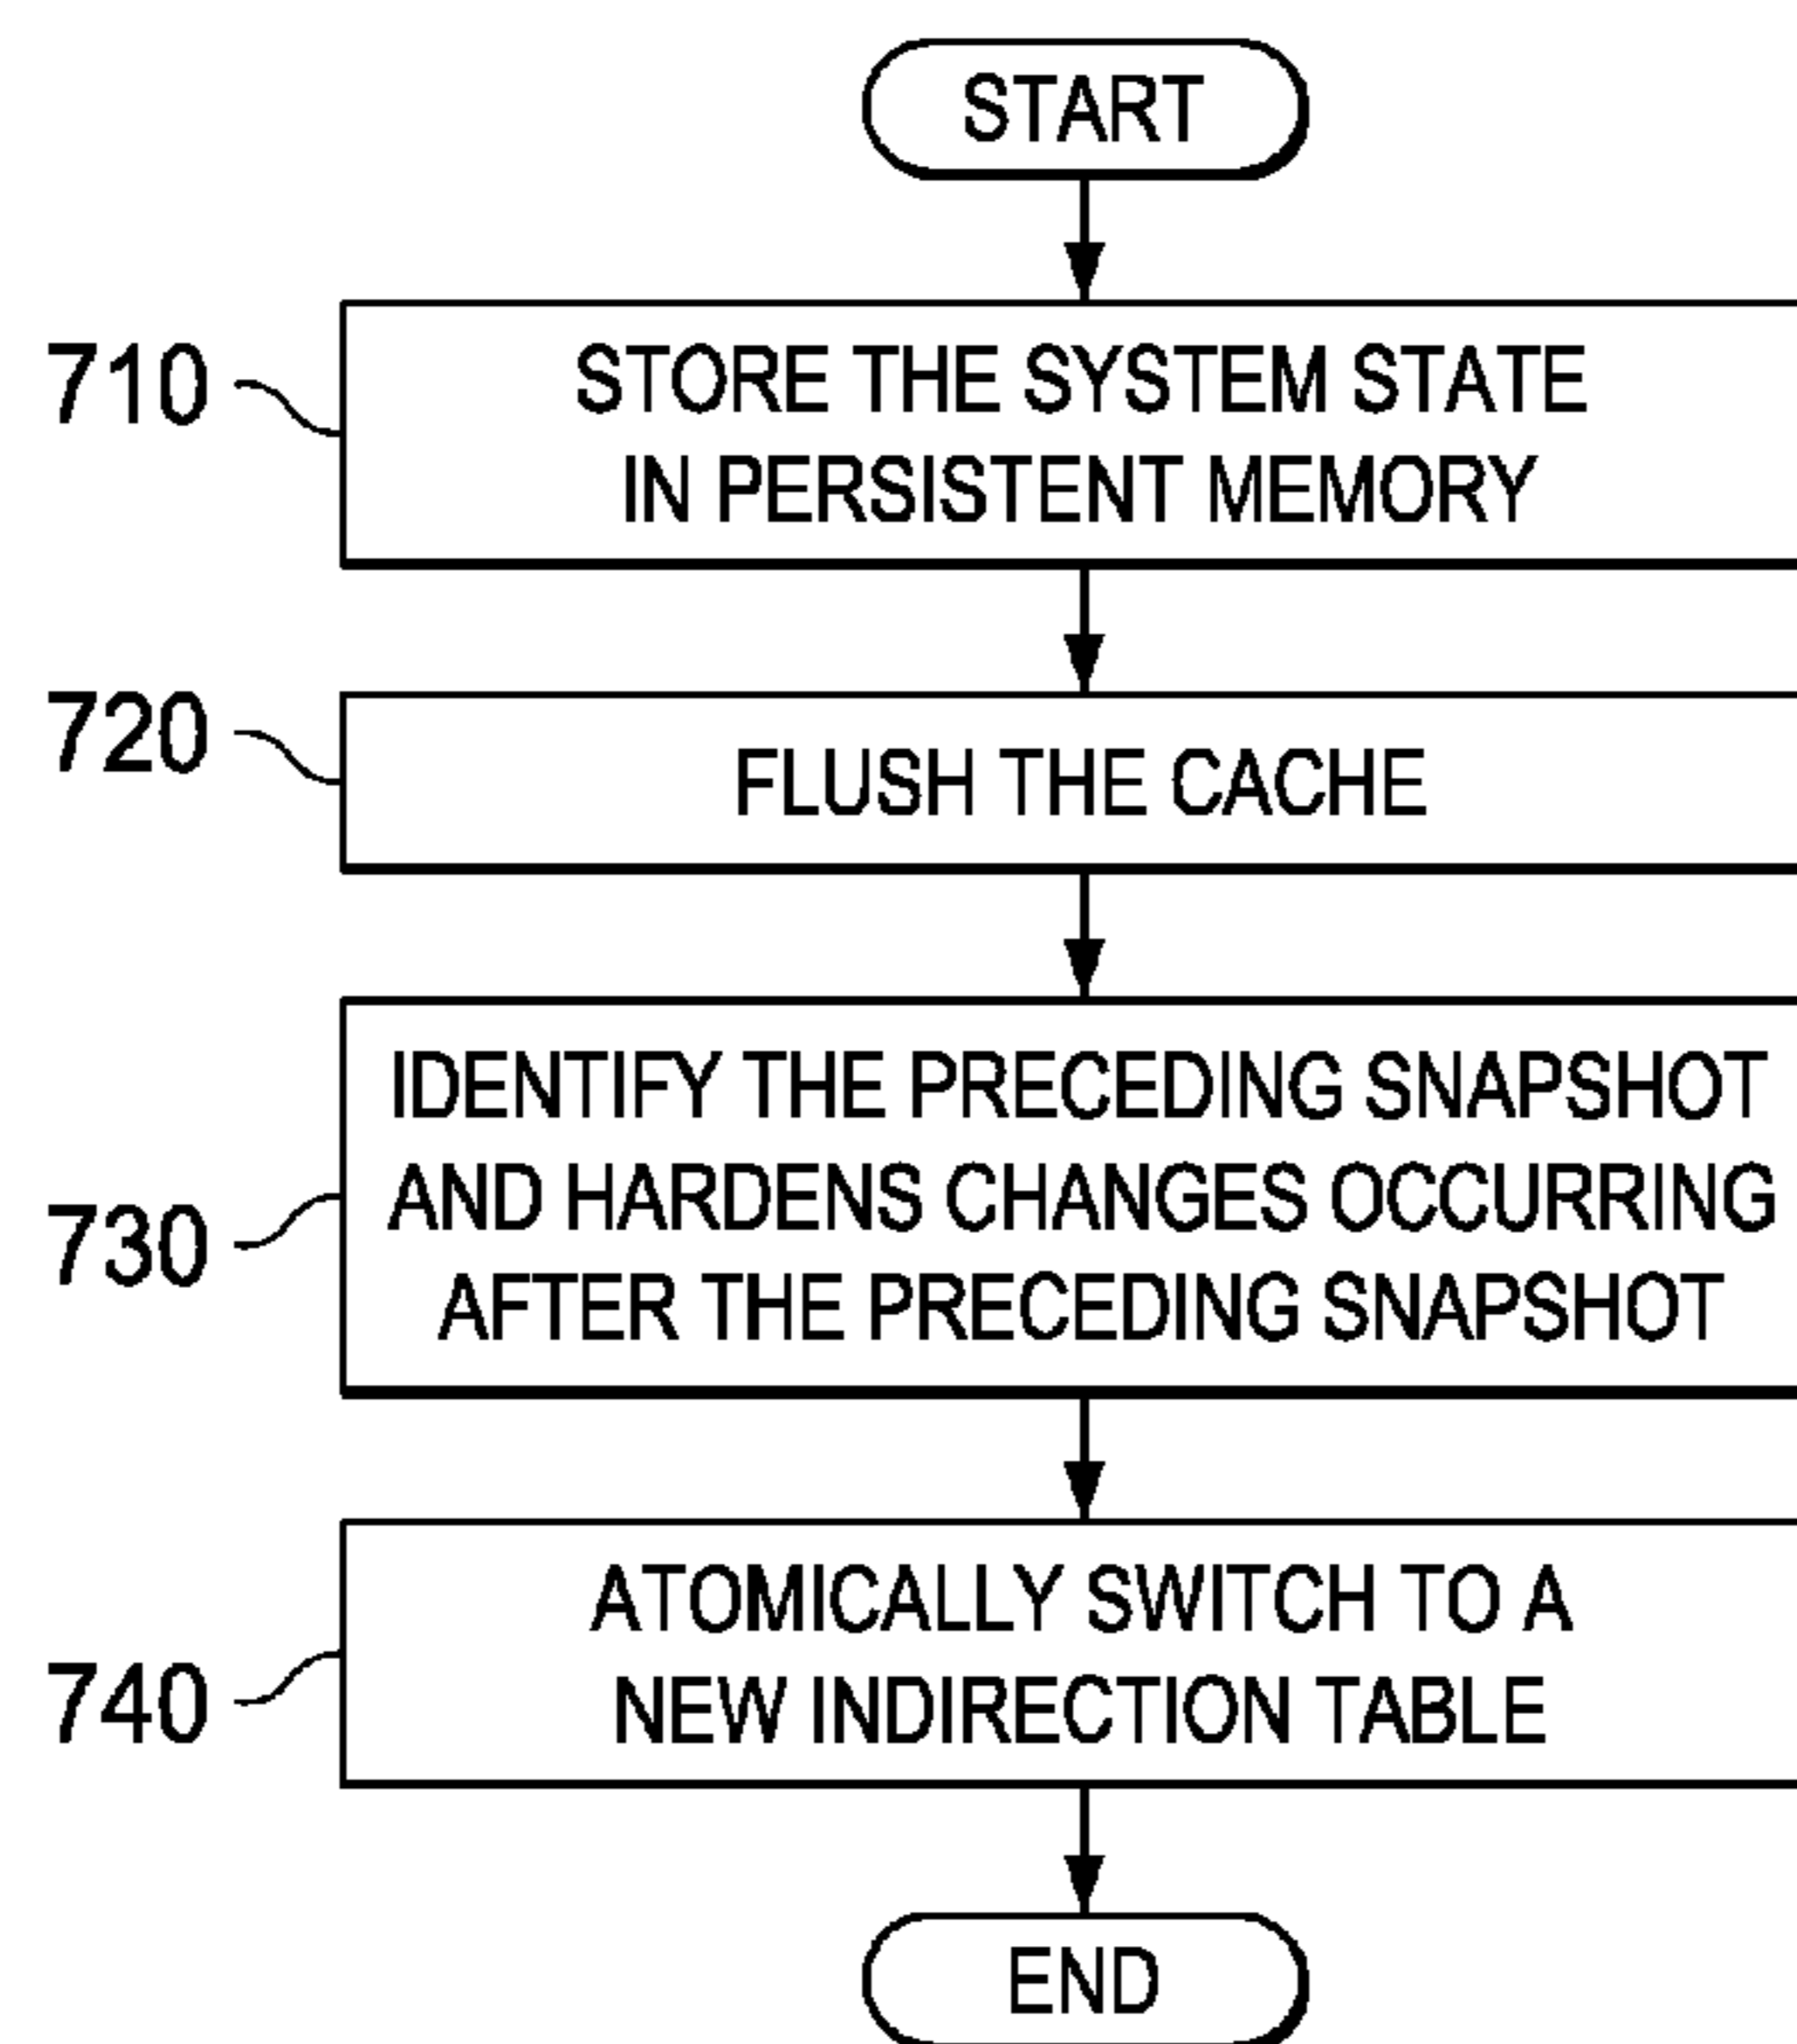 START
710
STORE THE SYSTEM STATE
IN PERSISTENT MEMORY
720
FLUSH THE CACHE
730
IDENTIFY THE PRECEDING SNAPSHOT
AND HARDENS CHANGES OCCURRING
AFTER THE PRECEDING SNAPSHOT
740
ATOMICALLY SWITCH TO A
NEW INDIRECTION TABLE
END